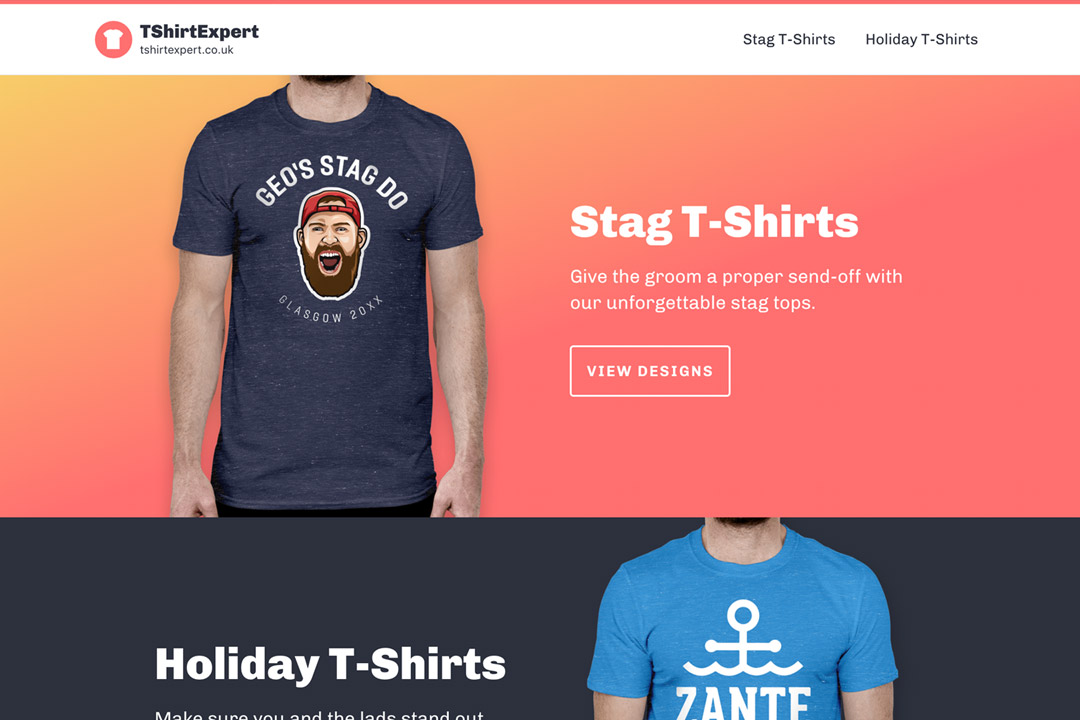 TShirtExpert
tshirtexpert.co.uk
Stag T-Shirts
Holiday T-Shirts
GEO'S STAG DO
GLASGOW 20XX
Stag T-Shirts
Give the groom a proper send-off with
our unforgettable stag tops.
VIEW DESIGNS
Holiday T-Shirts
Make sure you and the lads stand out
ZANTE